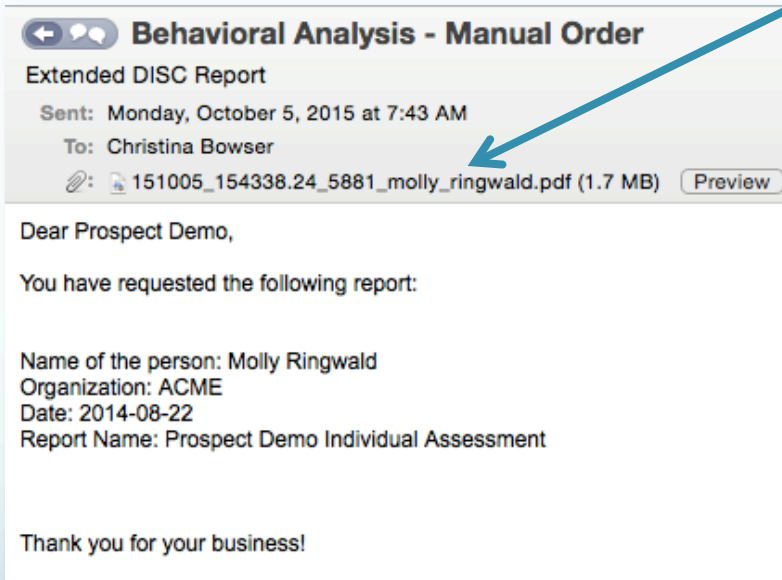 Behavioral Analysis - Manual Order
Extended DISC Report
Sent: Monday, October 5, 2015 at 7:43 AM
To: Christina Bowser
151005_154338.24_5881_molly_ringwald.pdf (1.7 MB) Preview
Dear Prospect Demo,
You have requested the following report:
Name of the person: Molly Ringwald
Organization: ACME
Date: 2014-08-22
Report Name: Prospect Demo Individual Assessment
Thank you for your business!